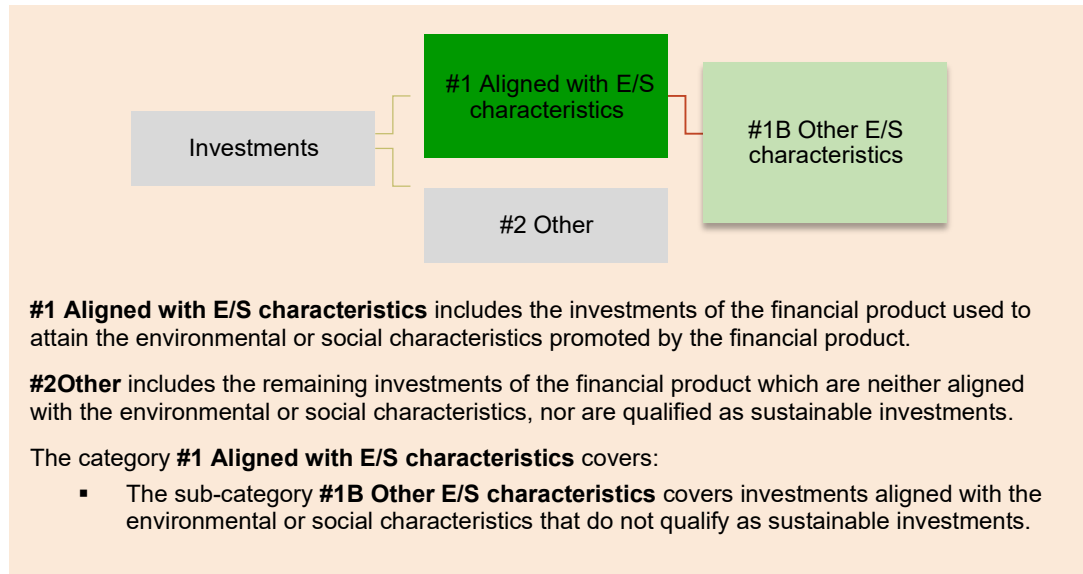 #1 Aligned with E/S
characteristics
#1B Other E/S
characteristics
Investments
#2 Other
#1 Aligned with E/S characteristics includes the investments of the financial product used to
attain the environmental or social characteristics promoted by the financial product.
#2Other includes the remaining investments of the financial product which are neither aligned
with the environmental or social characteristics, nor are qualified as sustainable investments.
The category #1 Aligned with E/S characteristics covers:
▪ The sub-category #1B Other E/S characteristics covers investments aligned with the
environmental or social characteristics that do not qualify as sustainable investments.